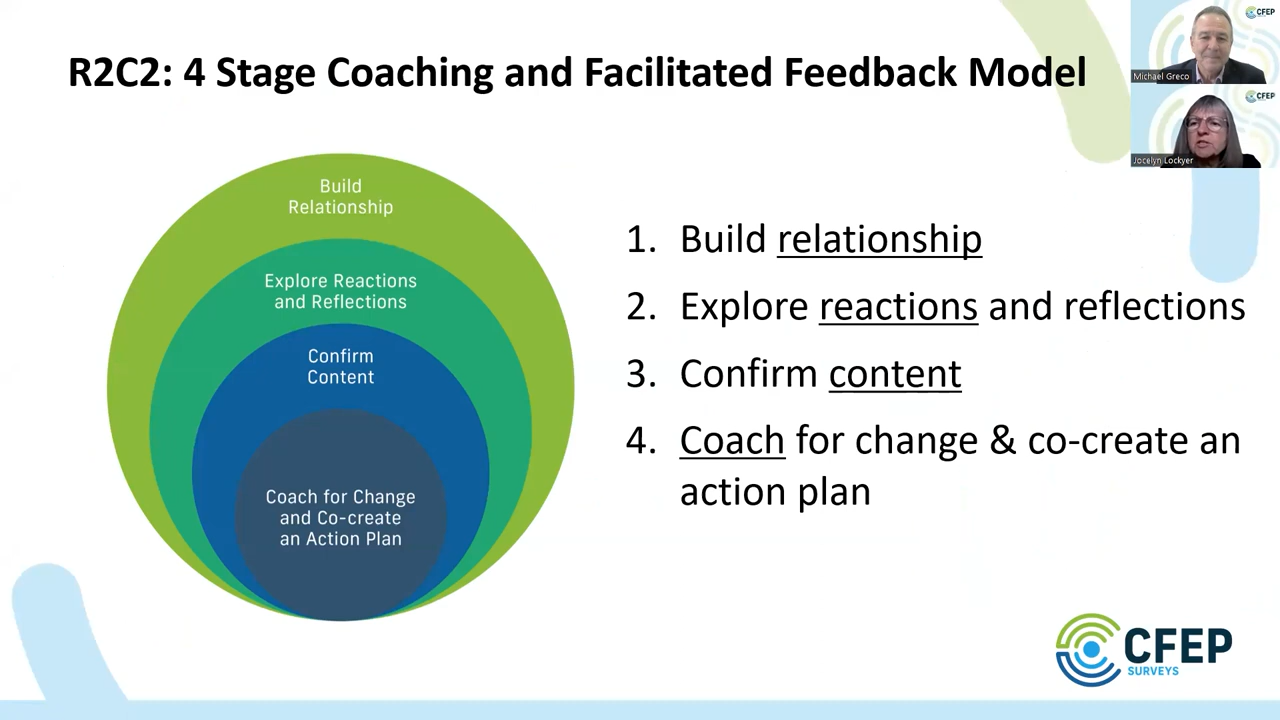 R2C2: 4 Stage Coaching and Facilitated Feedback Model
CFEP
Michael Greco
CFEP
Jocelyn Lockyer
Build
Relationship
Explore Reactions
and Reflections
Confirm
Content
Coach for Change
and Co-create
an Action Plan
1. Build relationship
2. Explore reactions and reflections
3. Confirm content
4. Coach for change & co-create an
action plan
CFEP
SURVEYS